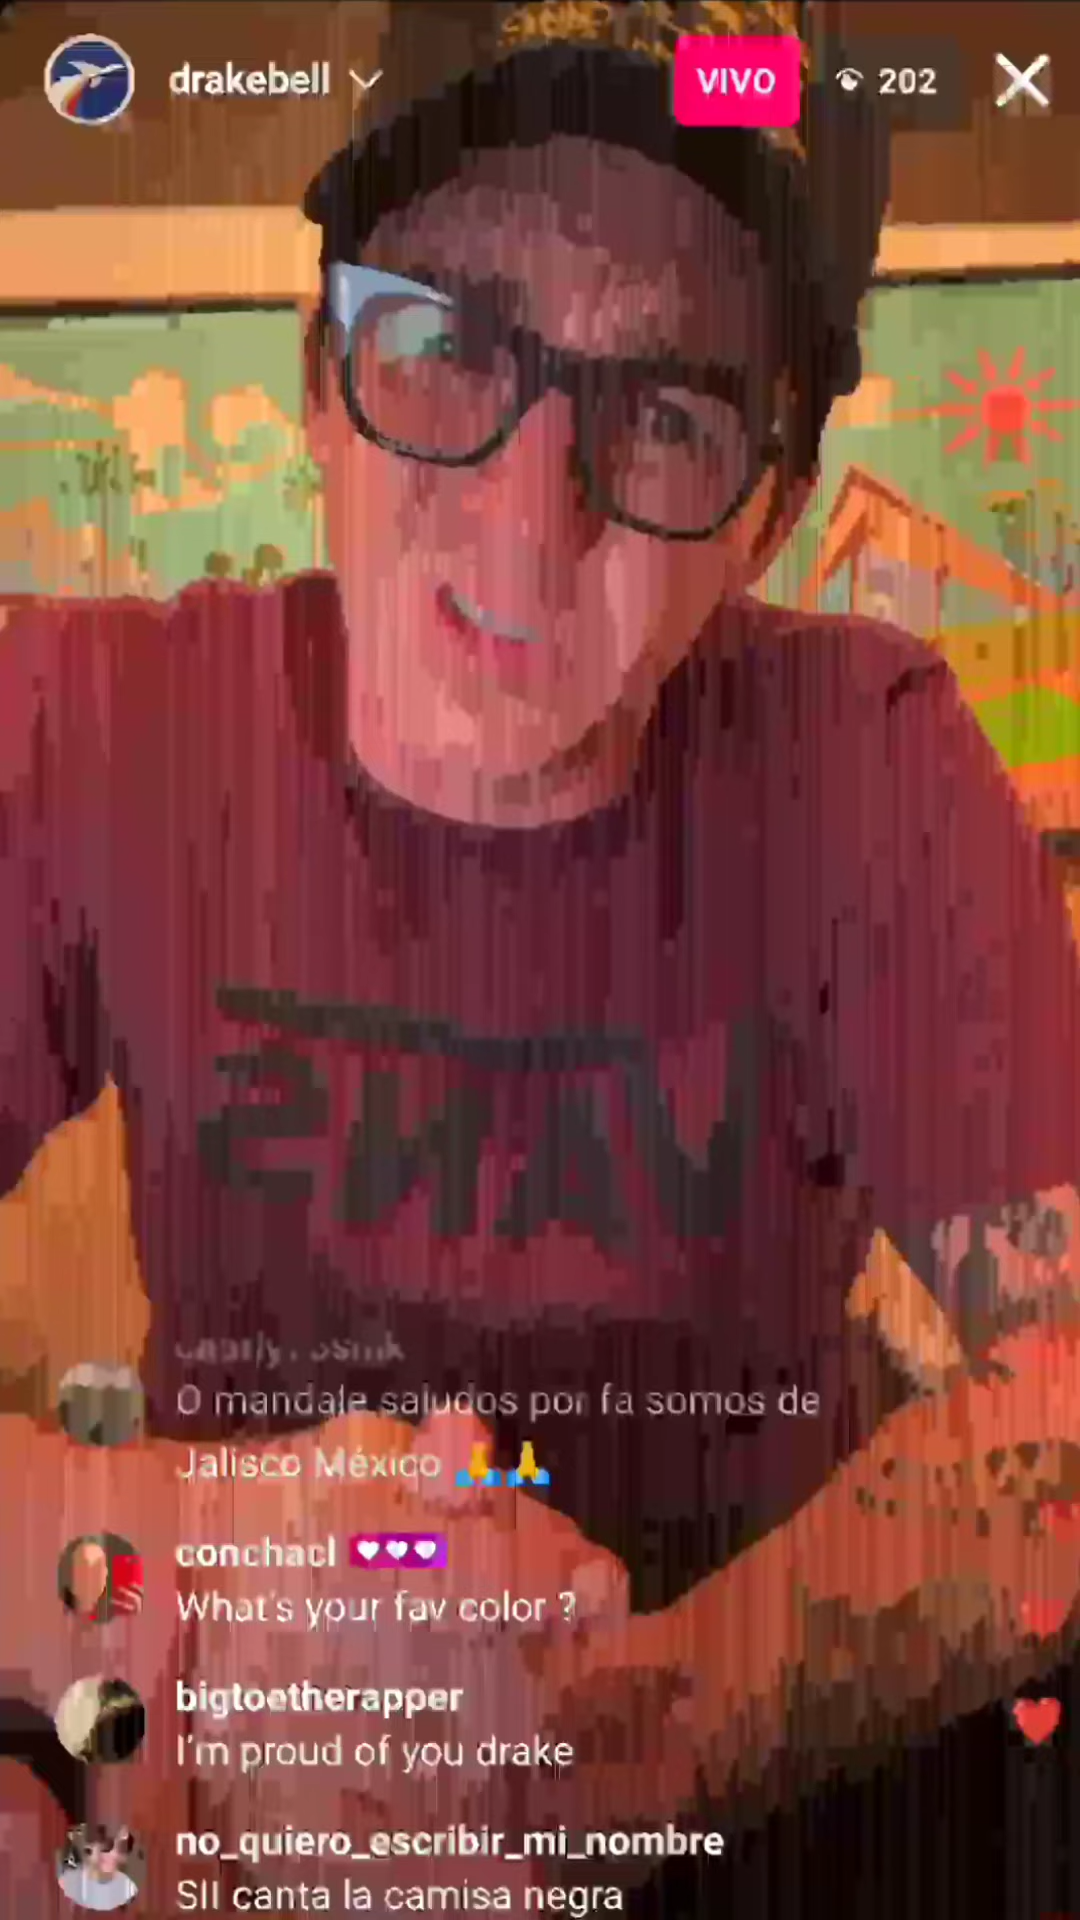 drakebell
VIVO
202
VANS
O mandale saludos por fa somos de
Jalisco México 🙏🙏
conchacl
What's your fav color ?
bigtoetherapper
I'm proud of you drake
no_quiero_escribir_mi_nombre
SII canta la camisa negra